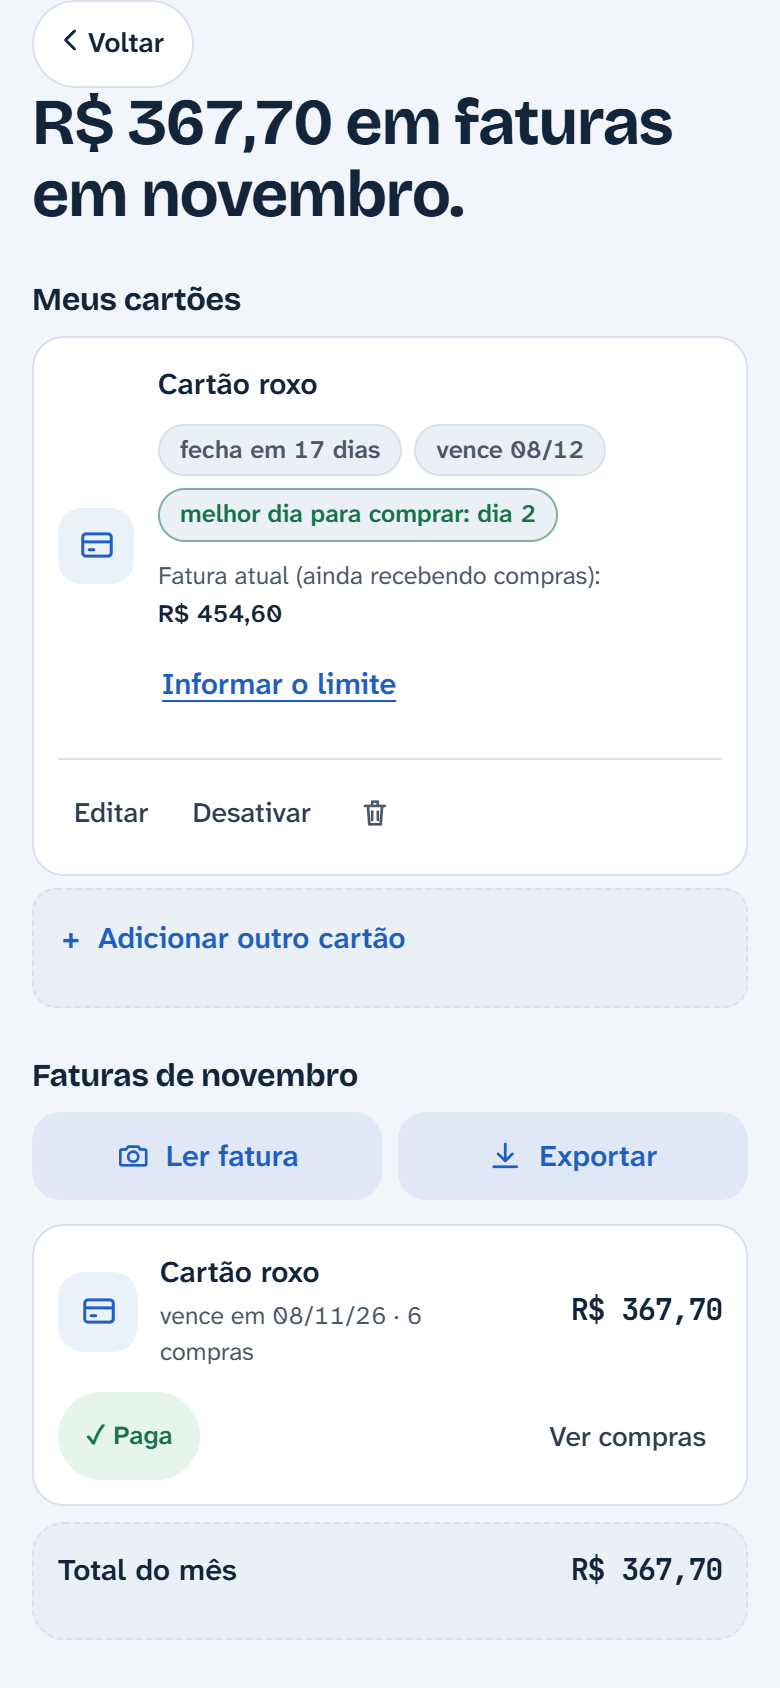 Voltar
R$ 367,70 em faturas
em novembro.
Meus cartões
Cartão roxo
fecha em 17 dias
vence 08/12
melhor dia para comprar: dia 2
Fatura atual (ainda recebendo compras):
R$ 454,60
Informar o limite
Editar
Desativar
+ Adicionar outro cartão
Faturas de novembro
Ler fatura
Exportar
Cartão roxo
vence em 08/11/26 · 6
compras
R$ 367,70
✓ Paga
Ver compras
Total do mês
R$ 367,70